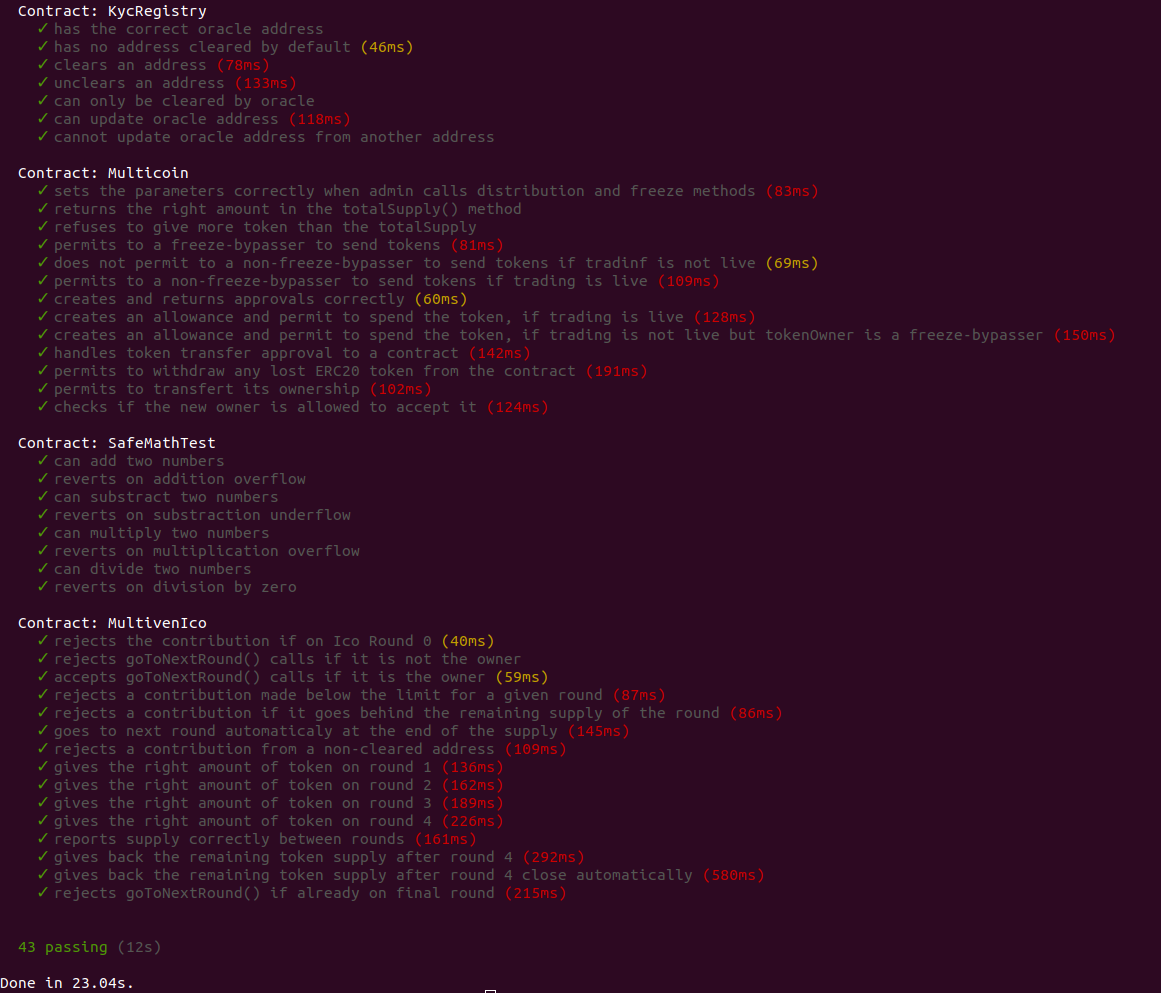 Contract: KycRegistry
✓ has the correct oracle address
✓ has no address cleared by default (46ms)
✓ clears an address (78ms)
✓ unclears an address (133ms)
✓ can only be cleared by oracle
✓ can update oracle address (118ms)
✓ cannot update oracle address from another address
Contract: Multicoin
✓ sets the parameters correctly when admin calls distribution and freeze methods (83ms)
✓ returns the right amount in the totalSupply() method
✓ refuses to give more token than the totalSupply
✓ permits to a freeze-bypasser to send tokens (81ms)
✓ does not permit to a non-freeze-bypasser to send tokens if tradinf is not live (69ms)
✓ permits to a non-freeze-bypasser to send tokens if trading is live (109ms)
✓ creates and returns approvals correctly (60ms)
✓ creates an allowance and permit to spend the token, if trading is live (128ms)
✓ creates an allowance and permit to spend the token, if trading is not live but tokenOwner is a freeze-bypasser (150ms)
✓ handles token transfer approval to a contract (142ms)
✓ permits to withdraw any lost ERC20 token from the contract (191ms)
✓ permits to transfert its ownership (102ms)
✓ checks if the new owner is allowed to accept it (124ms)
Contract: SafeMathTest
✓ can add two numbers
✓ reverts on addition overflow
✓ can substract two numbers
✓ reverts on substraction underflow
✓ can multiply two numbers
✓ reverts on multiplication overflow
✓ can divide two numbers
✓ reverts on division by zero
Contract: MultivenIco
✓ rejects the contribution if on Ico Round 0 (40ms)
✓ rejects goToNextRound() calls if it is not the owner
✓ accepts goToNextRound() calls if it is the owner (59ms)
✓ rejects a contribution made below the limit for a given round (87ms)
✓ rejects a contribution if it goes behind the remaining supply of the round (86ms)
✓ goes to next round automaticaly at the end of the supply (145ms)
✓ rejects a contribution from a non-cleared address (109ms)
✓ gives the right amount of token on round 1 (136ms)
✓ gives the right amount of token on round 2 (162ms)
✓ gives the right amount of token on round 3 (189ms)
✓ gives the right amount of token on round 4 (226ms)
✓ reports supply correctly between rounds (161ms)
✓ gives back the remaining token supply after round 4 (292ms)
✓ gives back the remaining token supply after round 4 close automatically (580ms)
✓ rejects goToNextRound() if already on final round (215ms)
43 passing (12s)
Done in 23.04s.